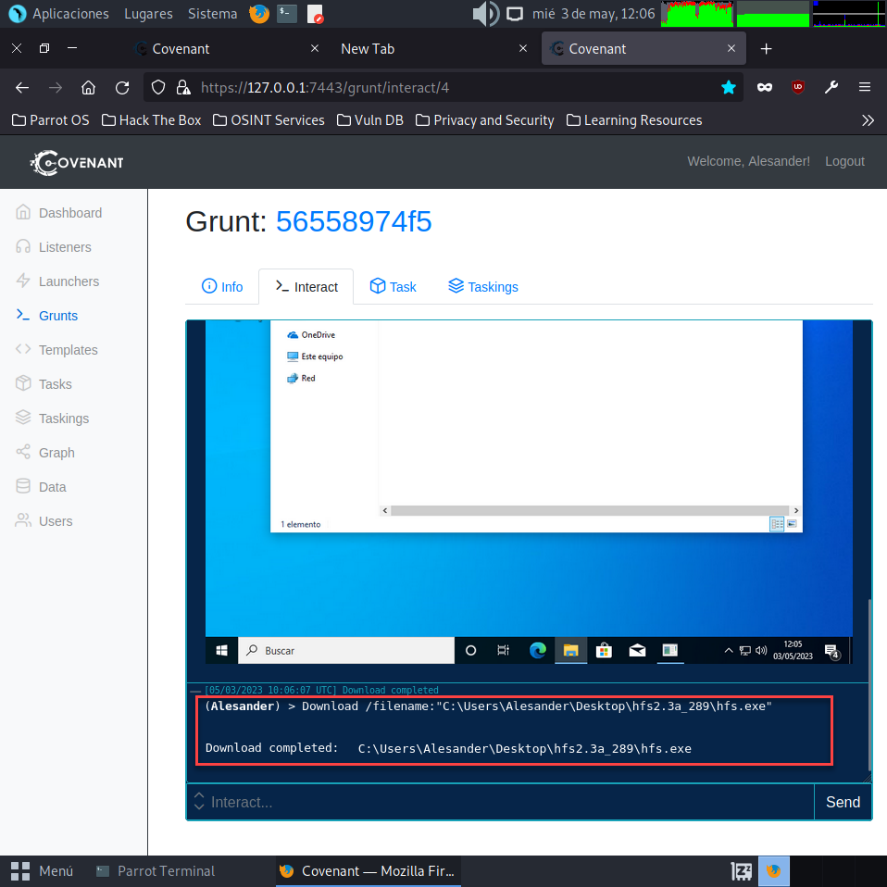 Aplicaciones Lugares Sistema mié 3 de may, 12:06
Covenant New Tab Covenant
https://127.0.0.1:7443/grunt/interact/4
Parrot OS Hack The Box OSINT Services Vuln DB Privacy and Security Learning Resources
COVENANT Welcome, Alesander! Logout
Dashboard
Listeners
Launchers
Grunts
Templates
Tasks
Taskings
Graph
Data
Users
Grunt: 56558974f5
Info Interact Task Taskings
OneDrive
Este equipo
Red
1 elemento
Buscar
12:05
03/05/2023
4
[05/03/2023 10:06:07 UTC] Download completed
(Alesander) > Download /filename:"C:\Users\Alesander\Desktop\hfs2.3a_289\hfs.exe"
Download completed: C:\Users\Alesander\Desktop\hfs2.3a_289\hfs.exe
Interact... Send
Menú Parrot Terminal Covenant — Mozilla Fir...